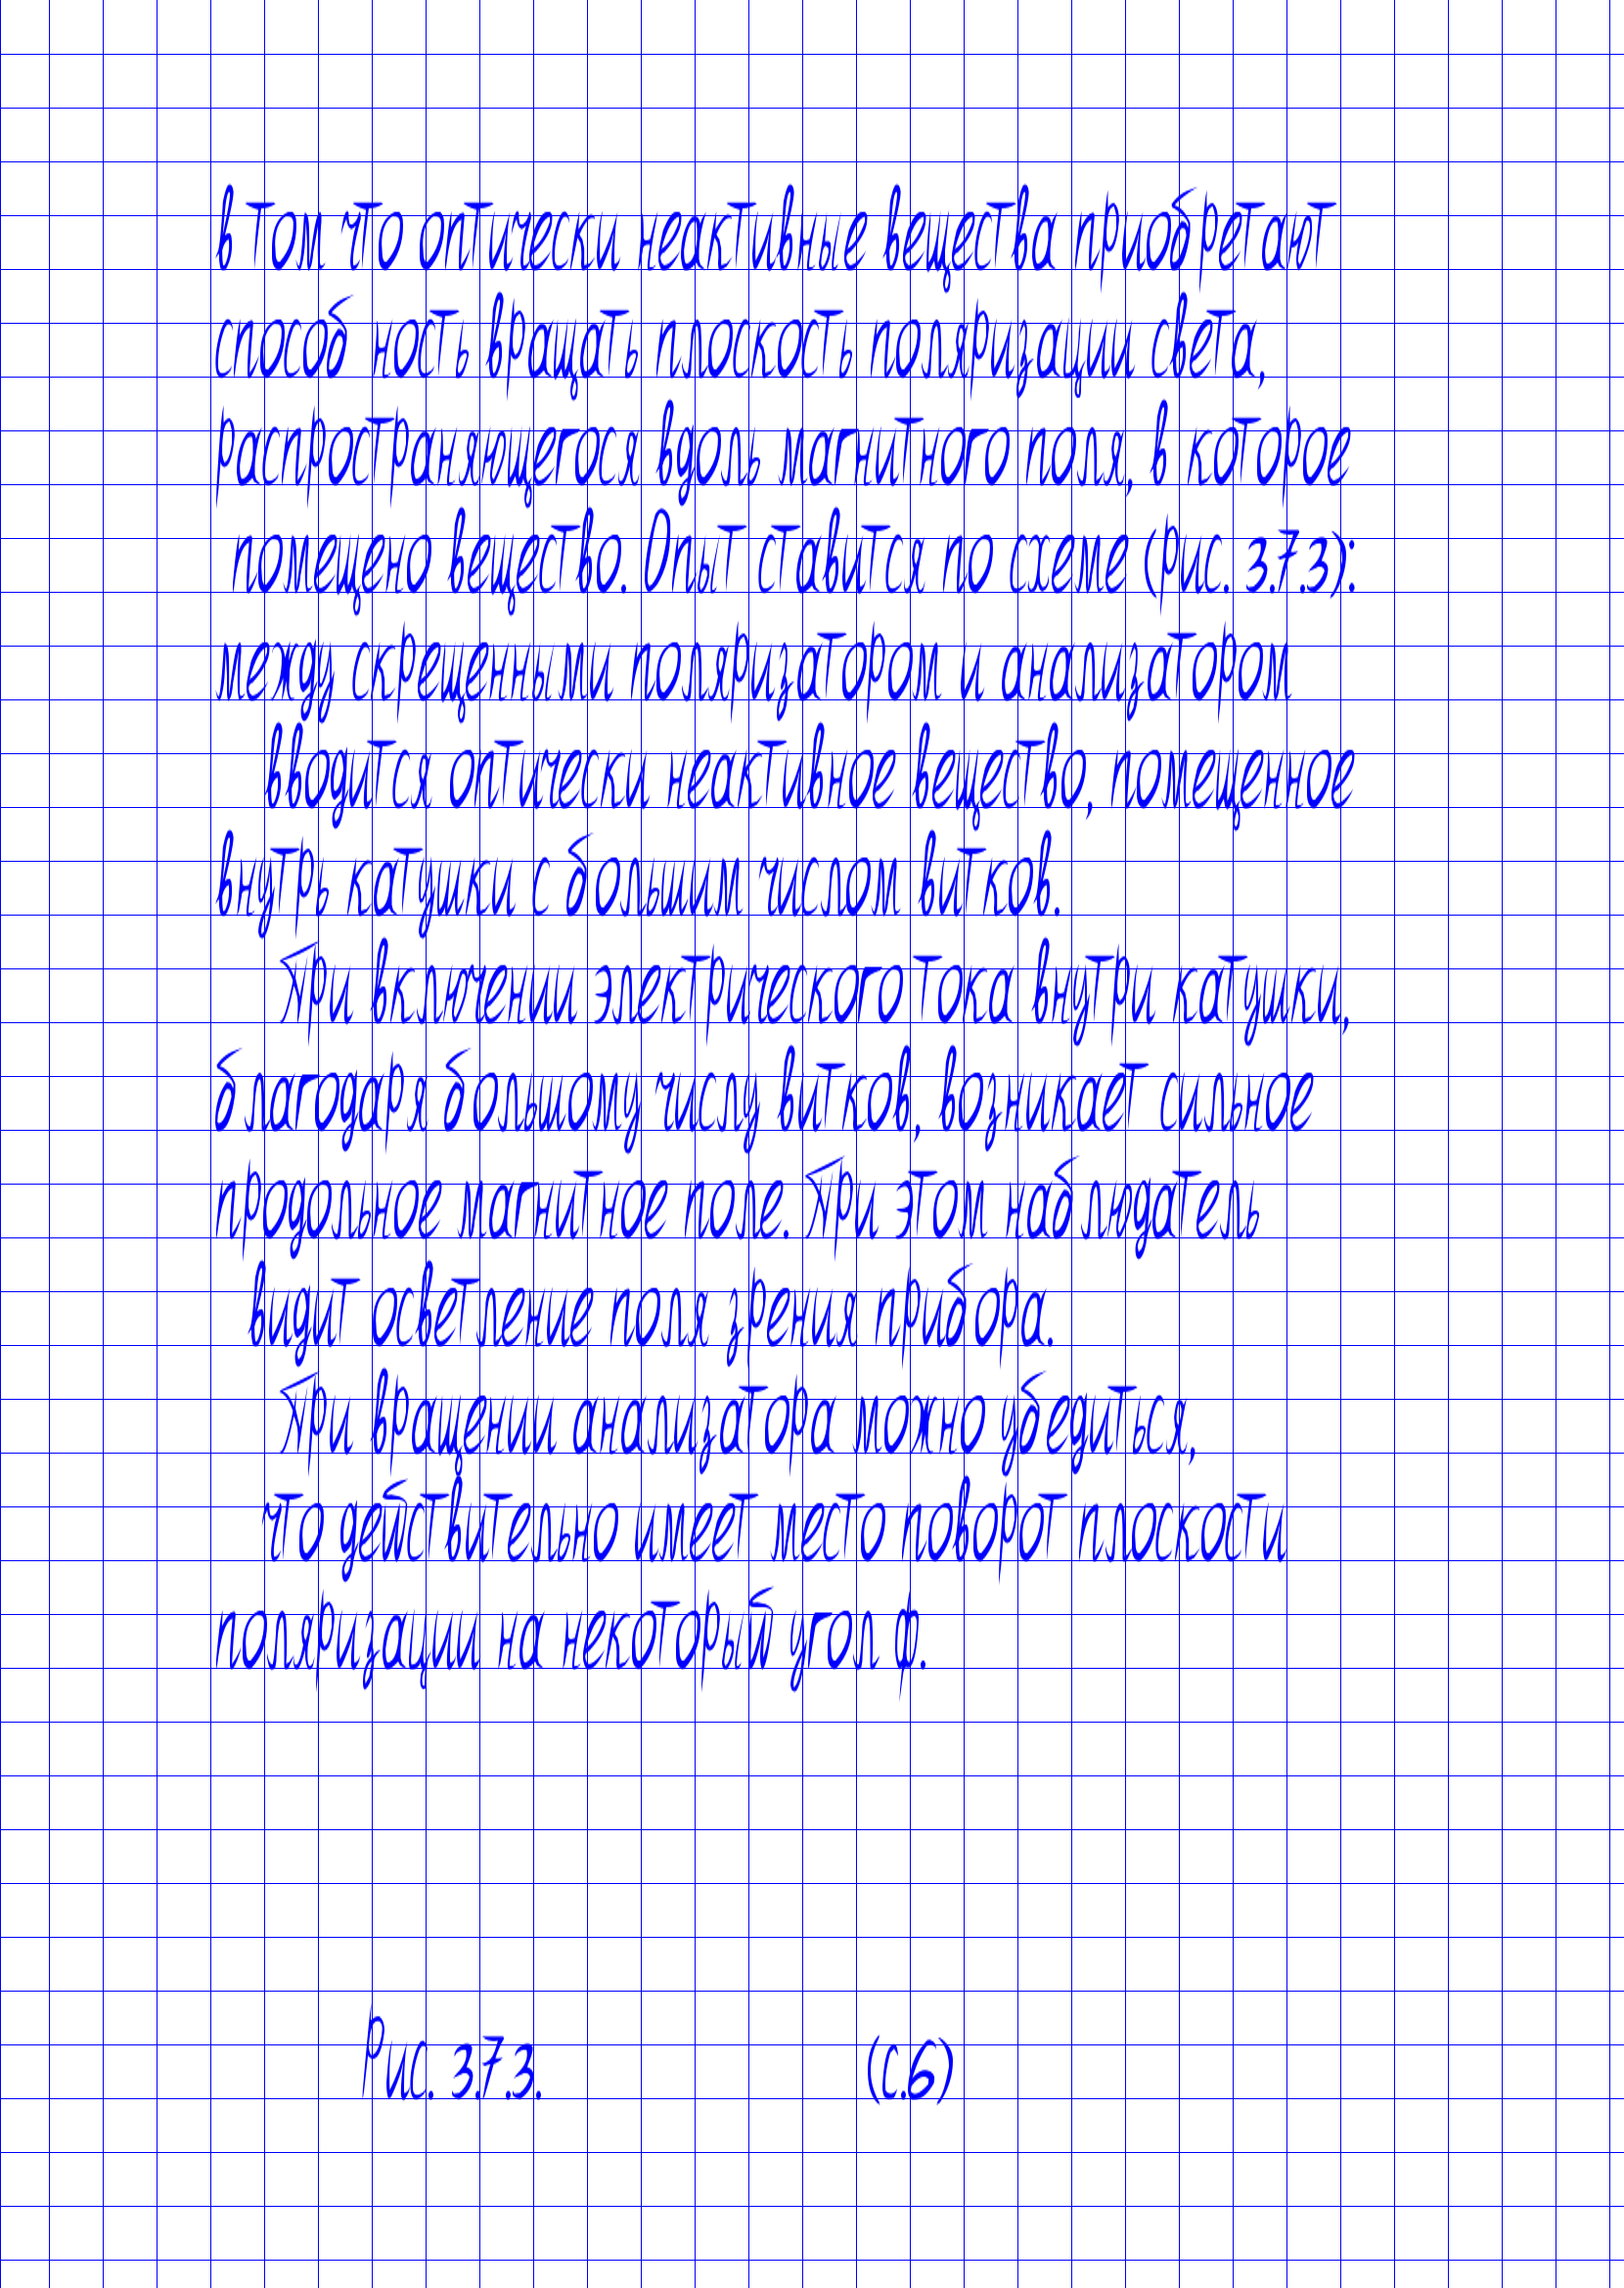 в том что оптически неактивные вещества приобретают
способ ность вращать плоскость поляризации света,
распространяющегося вдоль магнитного поля, в которое
помещено вещество. Опыт ставится по схеме (рис. 3.7.3):
между скрещенными поляризатором и анализатором
вводится оптически неактивное вещество, помещенное
внутрь катушки с большим числом витков.
При включении электрического тока внутри катушки,
благодаря большому числу витков, возникает сильное
продольное магнитное поле. При этом наблюдатель
видит осветление поля зрения прибора.
При вращении анализатора можно убедиться,
что действительно имеет место поворот плоскости
поляризации на некоторый угол ф.
Рис. 3.7.3. (с.6)